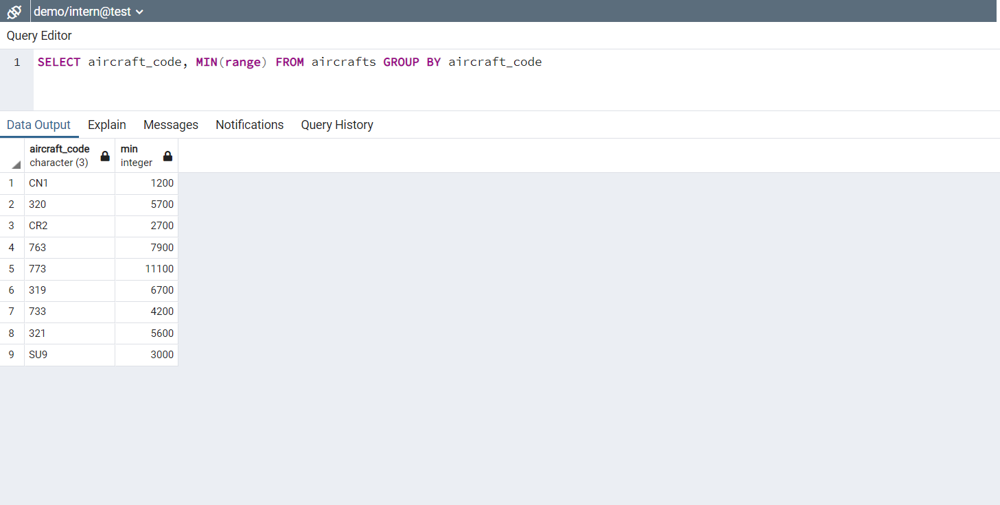 demo/intern@test
Query Editor
1 SELECT aircraft_code, MIN(range) FROM aircrafts GROUP BY aircraft_code
Data Output Explain Messages Notifications Query History
aircraft_code min
character (3) integer
1 CN1 1200
2 320 5700
3 CR2 2700
4 763 7900
5 773 11100
6 319 6700
7 733 4200
8 321 5600
9 SU9 3000